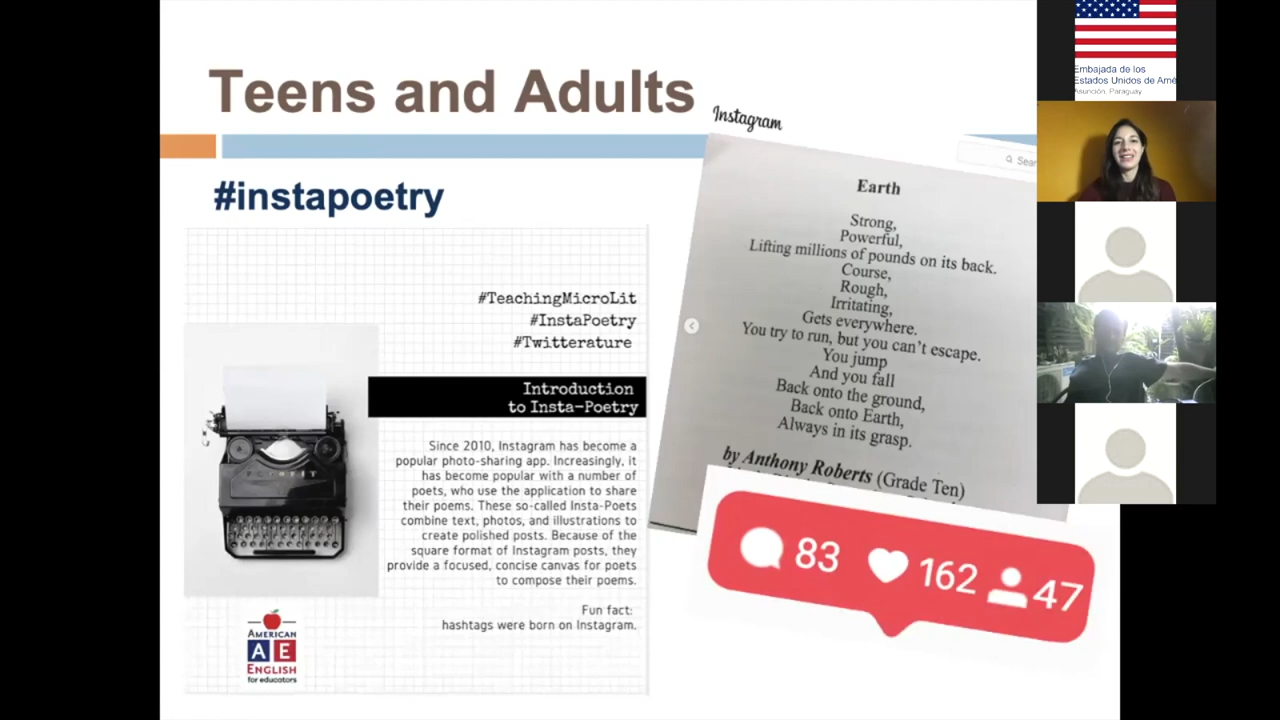 Teens and Adults
#instapoetry
#TeachingMicroLit
#InstaPoetry
#Twitterature
Introduction
to Insta-Poetry
Since 2010, Instagram has become a
popular photo-sharing app. Increasingly, it
has become popular with a number of
poets, who use the application to share
their poems. These so-called Insta-Poets
combine text, photos, and illustrations to
create polished posts. Because of the
square format of Instagram posts, they
provide a focused, concise canvas for poets
to compose their poems.
Fun fact:
hashtags were born on Instagram.
AMERICAN
A E
ENGLISH
for educators
Instagram
Sear
Earth
Strong,
Powerful,
Lifting millions of pounds on its back.
Course,
Rough,
Irritating,
Gets everywhere.
You try to run, but you can't escape.
You jump
And you fall
Back onto the ground,
Back onto Earth,
Always in its grasp.
by Anthony Roberts (Grade Ten)
83 162 47
Embajada de los
Estados Unidos de Amé
Asunción, Paraguay